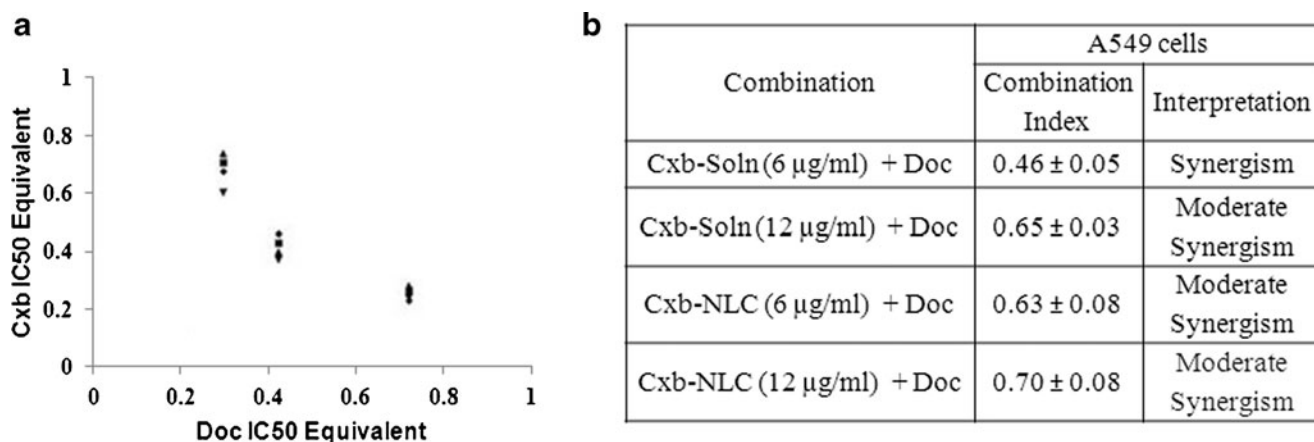 a
1
0.8
0.6
0.4
0.2
0
Cxb IC50 Equivalent
0 0.2 0.4 0.6 0.8 1
Doc IC50 Equivalent
b
Combination
A549 cells
Combination
Index
Interpretation
Cxb-Soln (6 µg/ml) + Doc 0.46 ± 0.05 Synergism
Cxb-Soln (12 µg/ml) + Doc 0.65 ± 0.03 Moderate
Synergism
Cxb-NLC (6 µg/ml) + Doc 0.63 ± 0.08 Moderate
Synergism
Cxb-NLC (12 µg/ml) + Doc 0.70 ± 0.08 Moderate
Synergism